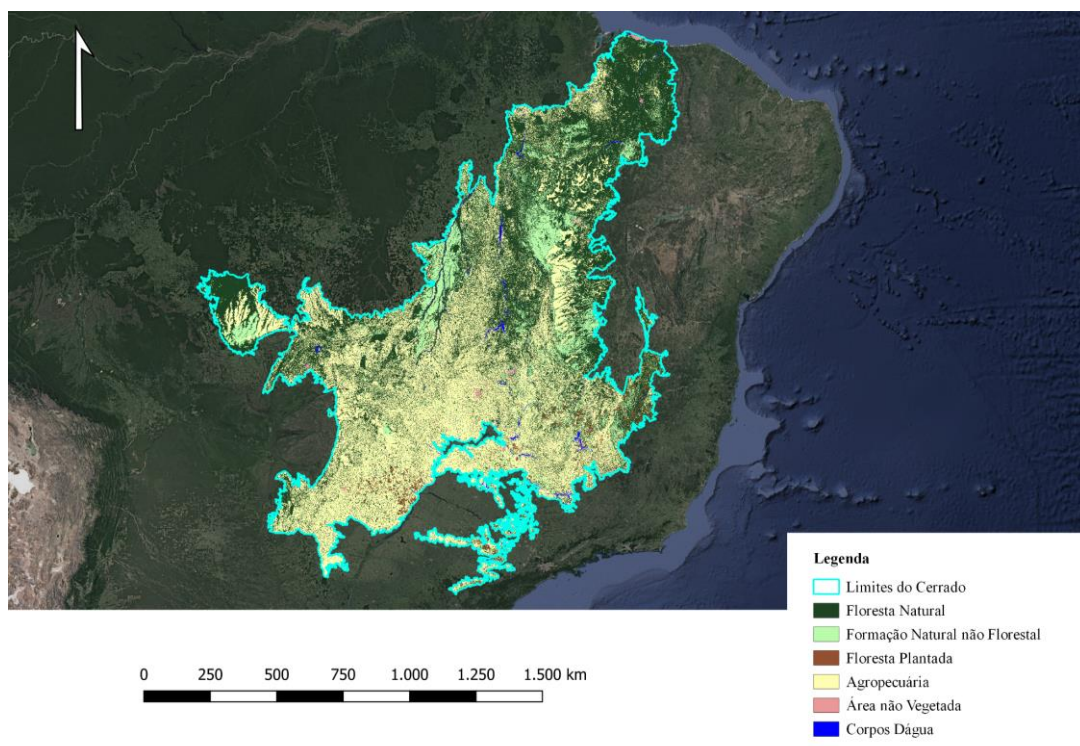 Legenda
Limites do Cerrado
Floresta Natural
Formação Natural não Florestal
Floresta Plantada
Agropecuária
Área não Vegetada
Corpos Dágua
0 250 500 750 1.000 1.250 1.500 km